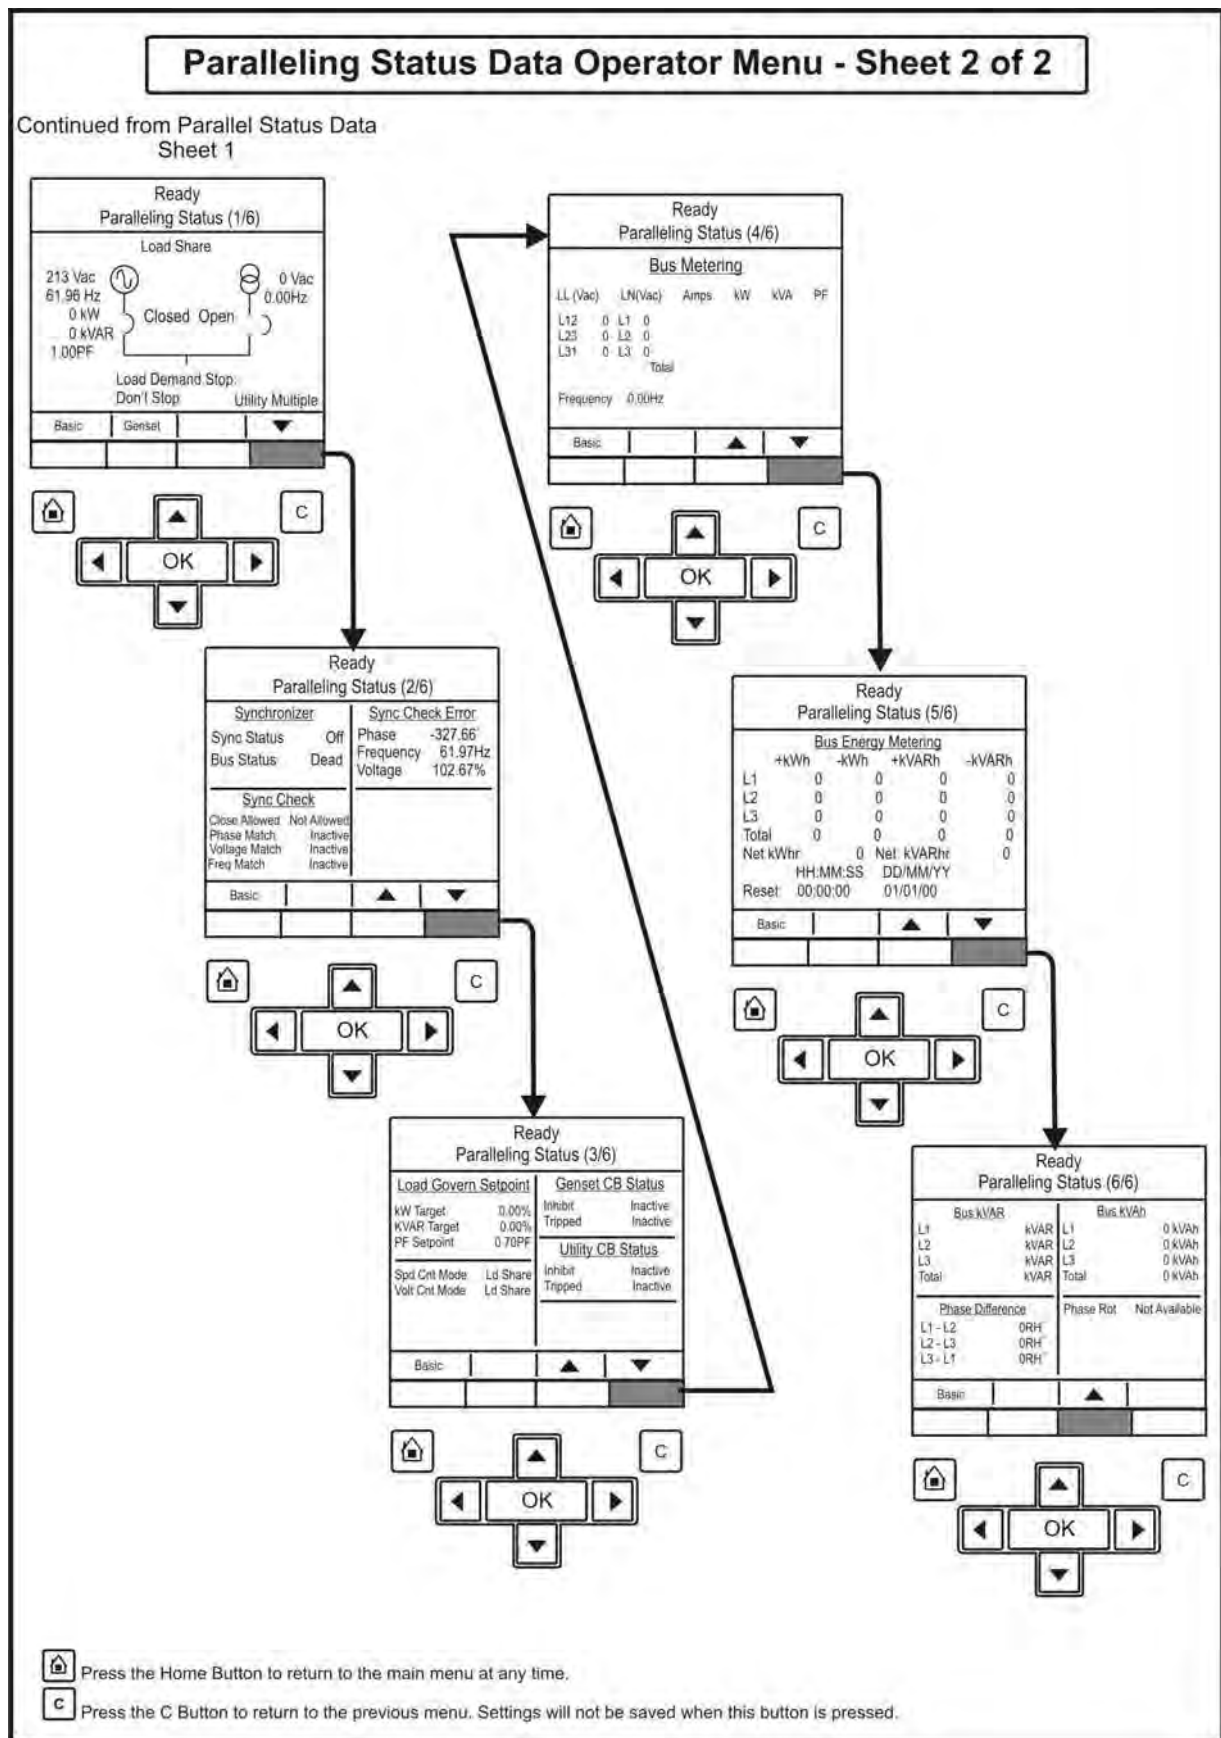 Paralleling Status Data Operator Menu - Sheet 2 of 2
Continued from Parallel Status Data
Sheet 1
Ready
Paralleling Status (1/6)
Load Share
213 Vac 0 Vac
61.96 Hz 0.00Hz
0 kW Closed Open
0 kVAR
1.00PF
Load Demand Stop:
Don't Stop Utility Multiple
Basic Genset ▼
C
OK
Ready
Paralleling Status (2/6)
Synchronizer
Sync Status Off
Bus Status Dead
Sync Check Error
Phase -327.66°
Frequency 61.97Hz
Voltage 102.67%
Sync Check
Close Allowed Not Allowed
Phase Match Inactive
Voltage Match Inactive
Freq Match Inactive
Basic ▲ ▼
C
OK
Ready
Paralleling Status (3/6)
Load Govern Setpoint
kW Target 0.00%
KVAR Target 0.00%
PF Setpoint 0.70PF
Spd Cnt Mode Ld Share
Volt Cnt Mode Ld Share
Genset CB Status
Inhibit Inactive
Tripped Inactive
Utility CB Status
Inhibit Inactive
Tripped Inactive
Basic ▲ ▼
C
OK
Ready
Paralleling Status (4/6)
Bus Metering
LL (Vac) LN(Vac) Amps kW kVA PF
L12 0 L1 0
L23 0 L2 0
L31 0 L3 0
Total
Frequency 0.00Hz
Basic ▲ ▼
C
OK
Ready
Paralleling Status (5/6)
Bus Energy Metering
+kWh -kWh +kVARh -kVARh
L1 0 0 0 0
L2 0 0 0 0
L3 0 0 0 0
Total 0 0 0 0
Net kWhr 0 Net kVARhr 0
HH:MM:SS DD/MM/YY
Reset 00:00:00 01/01/00
Basic ▲ ▼
C
OK
Ready
Paralleling Status (6/6)
Bus kVAR
L1 kVAR
L2 kVAR
L3 kVAR
Total kVAR
Bus kVAh
L1 0 kVAh
L2 0 kVAh
L3 0 kVAh
Total 0 kVAh
Phase Difference
L1 - L2 0RH
L2 - L3 0RH
L3 - L1 0RH
Phase Rot Not Available
Basic ▲
C
OK
Press the Home Button to return to the main menu at any time.
C Press the C Button to return to the previous menu. Settings will not be saved when this button is pressed.